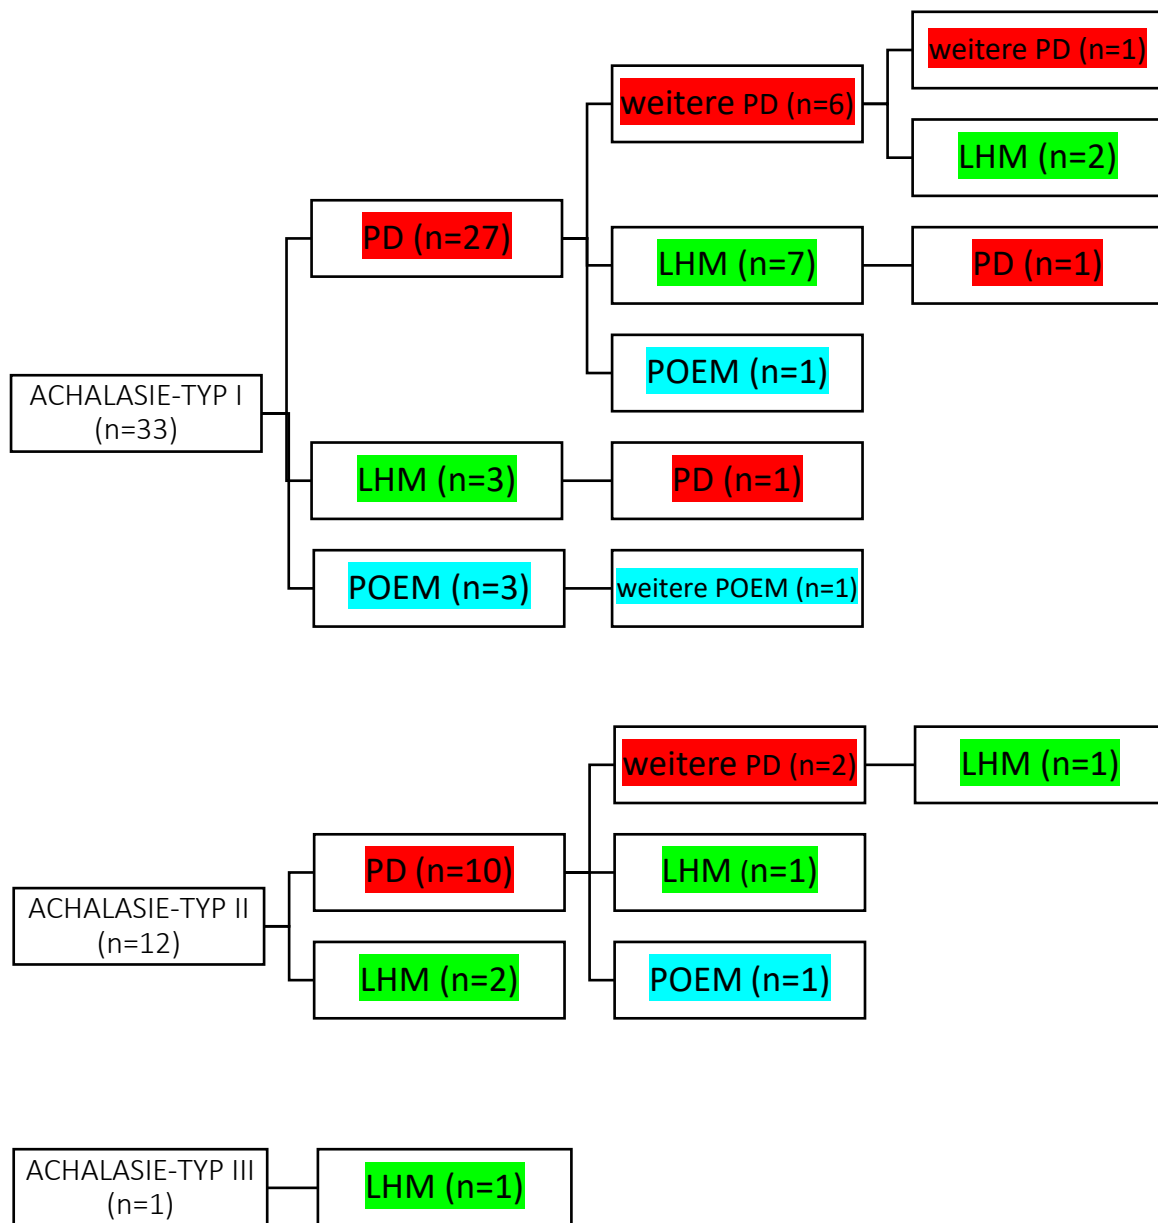 weitere PD (n=1)
weitere PD (n=6)
LHM (n=2)
PD (n=27)
LHM (n=7)
PD (n=1)
POEM (n=1)
ACHALASIE-TYP I
(n=33)
LHM (n=3)
PD (n=1)
POEM (n=3)
weitere POEM (n=1)
weitere PD (n=2)
LHM (n=1)
PD (n=10)
LHM (n=1)
ACHALASIE-TYP II
(n=12)
LHM (n=2)
POEM (n=1)
ACHALASIE-TYP III
(n=1)
LHM (n=1)